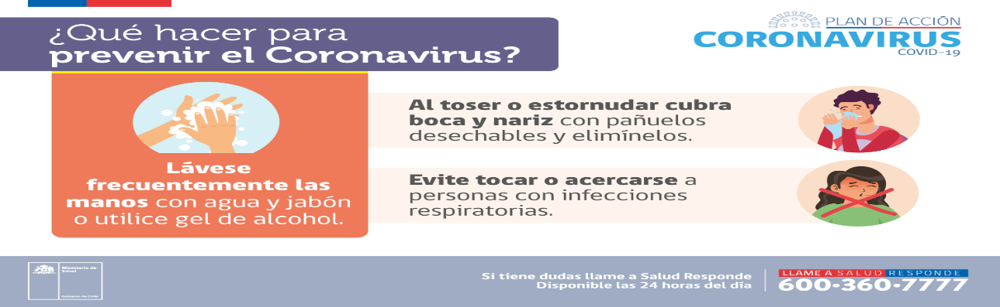 ¿Qué hacer para
prevenir el Coronavirus?
PLAN DE ACCIÓN
CORONAVIRUS
COVID-19
Lávese
frecuentemente las
manos con agua y jabón
o utilice gel de alcohol.
Al toser o estornudar cubra
boca y nariz con pañuelos
desechables y elimínelos.
Evite tocar o acercarse a
personas con infecciones
respiratorias.
Ministerio de
Salud
Gobierno de Chile
Si tiene dudas llame a Salud Responde
Disponible las 24 horas del día
LLAME A SALUD RESPONDE
600•360•7777